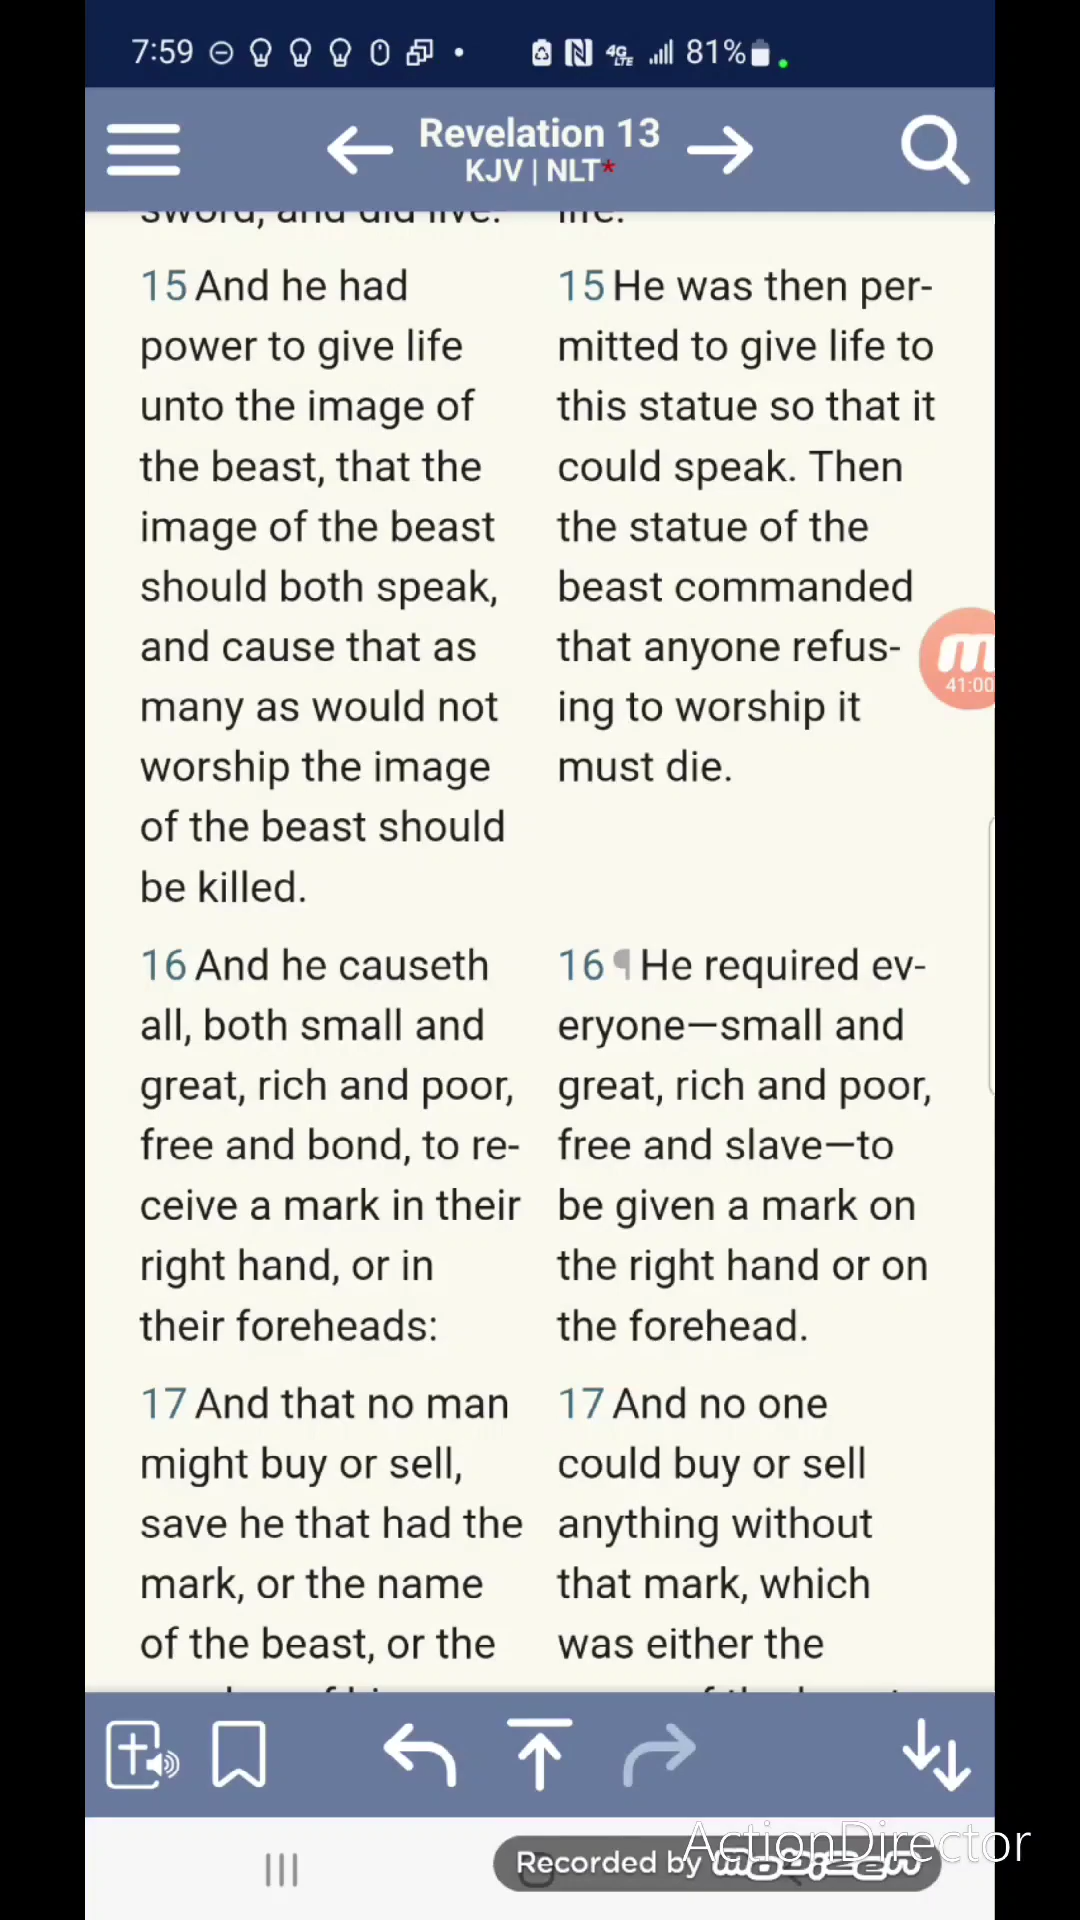 7:59
4G LTE
81%
Revelation 13
KJV | NLT*
sword, and did live.
life.
15 And he had
power to give life
unto the image of
the beast, that the
image of the beast
should both speak,
and cause that as
many as would not
worship the image
of the beast should
be killed.
15 He was then per-
mitted to give life to
this statue so that it
could speak. Then
the statue of the
beast commanded
that anyone refus-
ing to worship it
must die.
m
41:00
16 And he causeth
all, both small and
great, rich and poor,
free and bond, to re-
ceive a mark in their
right hand, or in
their foreheads:
16 ¶ He required ev-
eryone—small and
great, rich and poor,
free and slave—to
be given a mark on
the right hand or on
the forehead.
17 And that no man
might buy or sell,
save he that had the
mark, or the name
of the beast, or the
17 And no one
could buy or sell
anything without
that mark, which
was either the
ActionDirector
Recorded by MOBIZEN